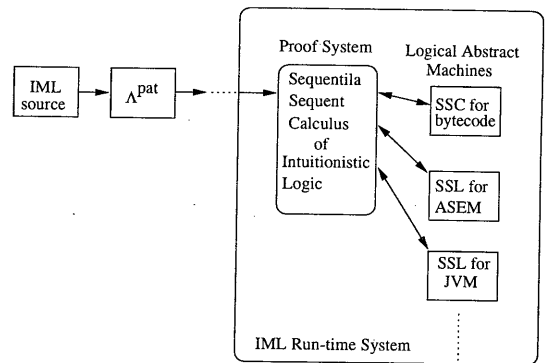 Proof System
Logical Abstract
Machines
IML
source
Λpat
Sequentila
Sequent
Calculus
of
Intuitionistic
Logic
SSC for
bytecode
SSL for
ASEM
SSL for
JVM
IML Run-time System